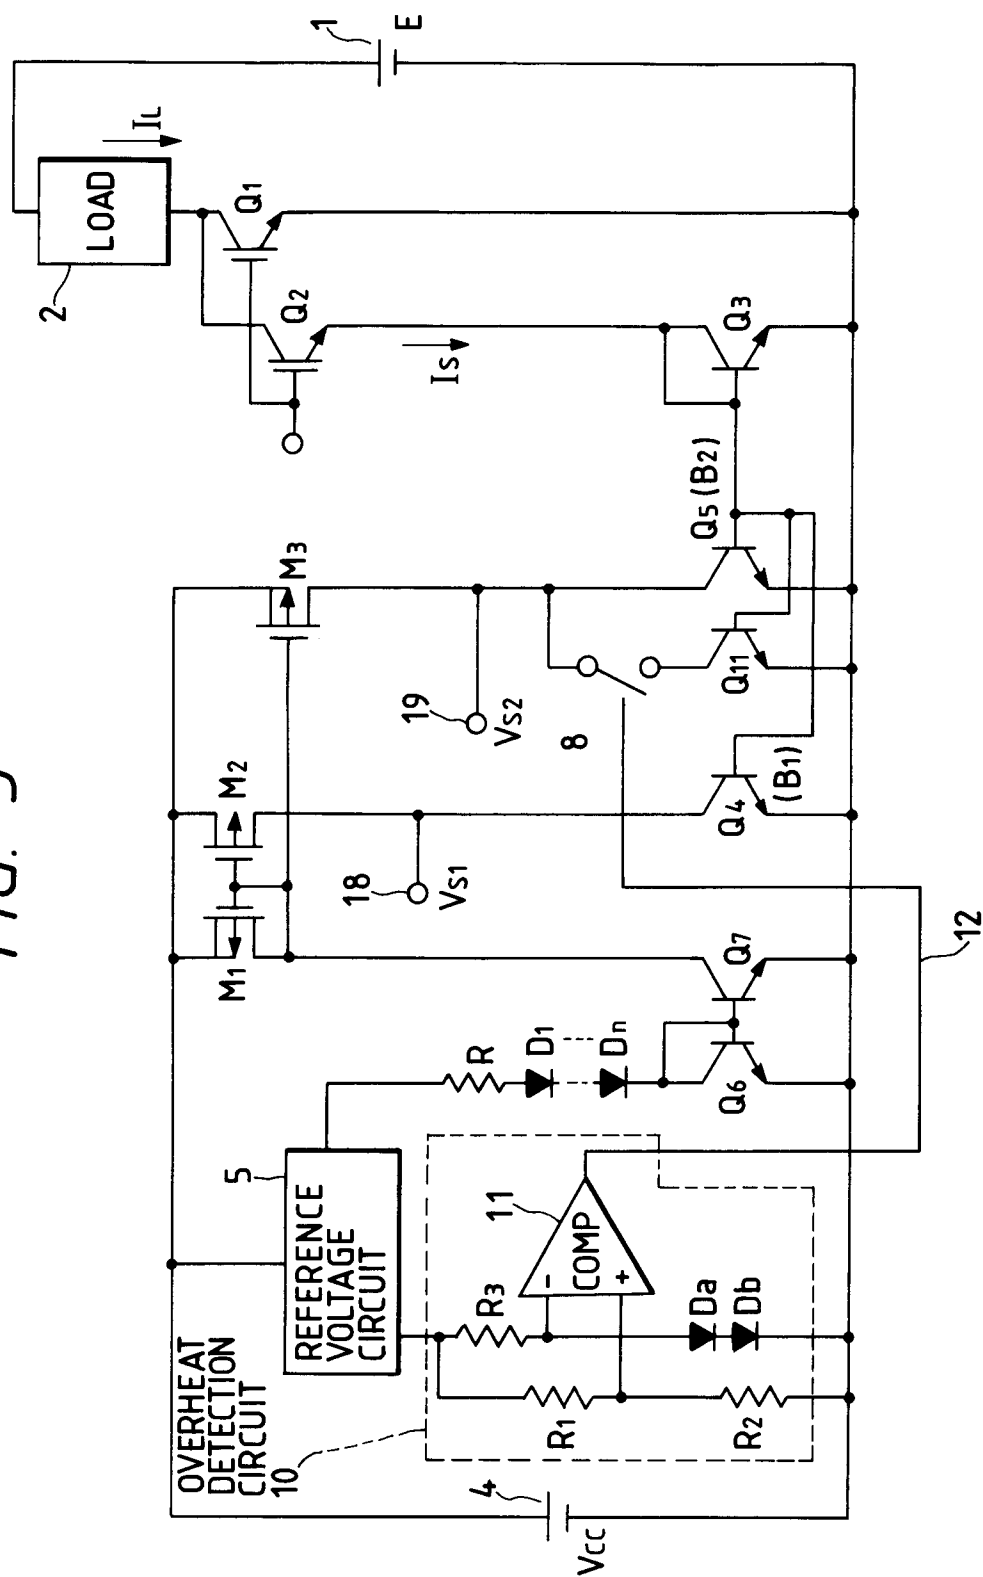 OVERHEAT
DETECTION
CIRCUIT
10
4
VCC
5
REFERENCE
VOLTAGE
CIRCUIT
R3
11
COMP
-
+
R1
R2
Da
Db
R
D1
Dn
Q6
Q7
M1
M2
M3
18
VS1
19
VS2
8
12
Q4
(B1)
Q11
Q5 (B2)
Q3
IS
Q2
Q1
2
LOAD
IL
1
E